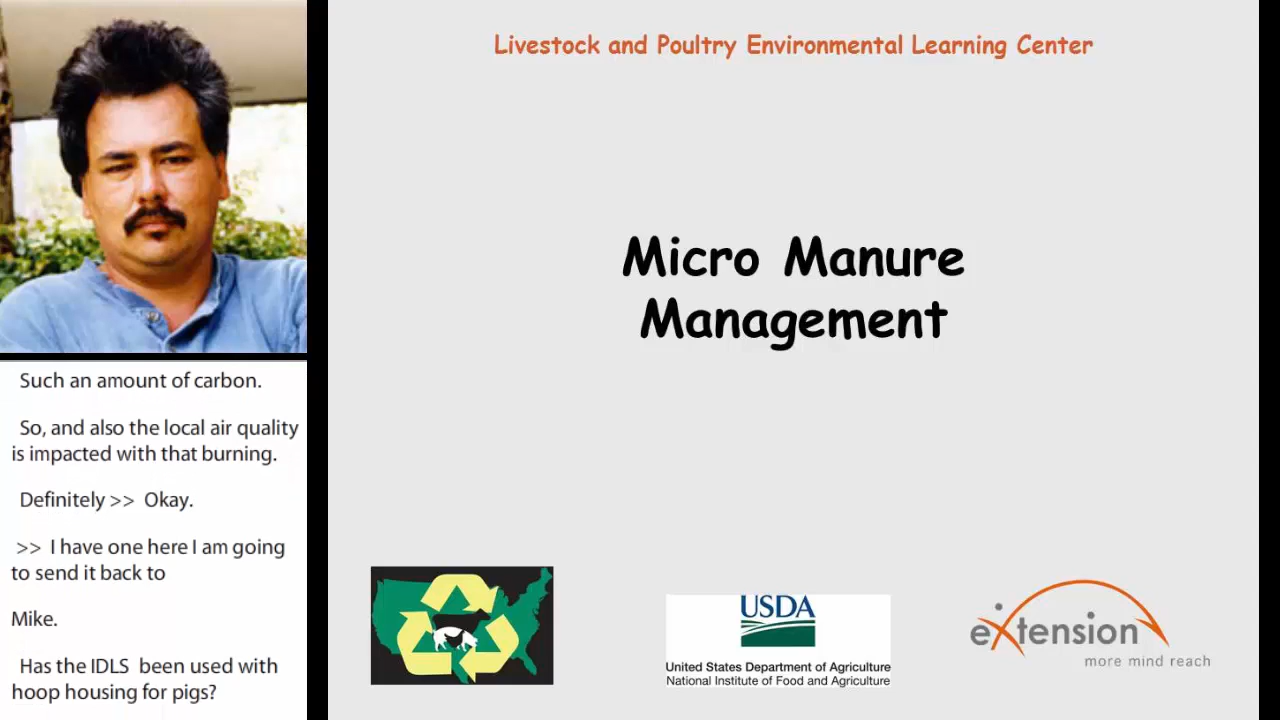 Livestock and Poultry Environmental Learning Center
Micro Manure
Management
Such an amount of carbon.
So, and also the local air quality
is impacted with that burning.
Definitely >> Okay.
>> I have one here I am going
to send it back to
Mike.
Has the IDLS been used with
hoop housing for pigs?
USDA
United States Department of Agriculture
National Institute of Food and Agriculture
eXtension
more mind reach